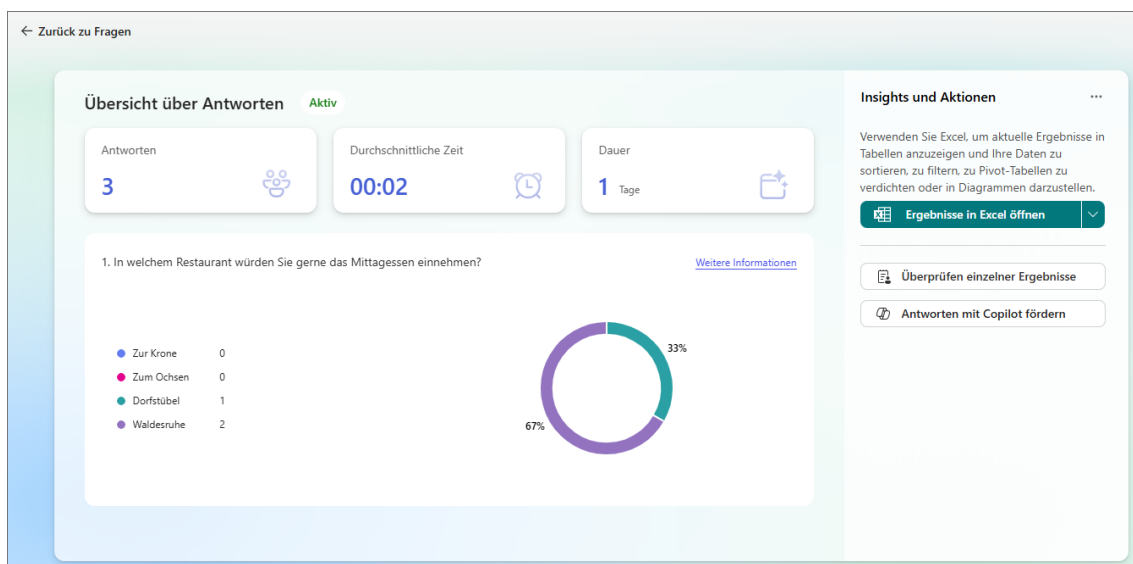 ← Zurück zu Fragen
Übersicht über Antworten Aktiv
Antworten
3
Durchschnittliche Zeit
00:02
Dauer
1 Tage
1. In welchem Restaurant würden Sie gerne das Mittagessen einnehmen?
Weitere Informationen
Zur Krone 0
Zum Ochsen 0
Dorfstübel 1
Waldesruhe 2
33%
67%
Insights und Aktionen ...
Verwenden Sie Excel, um aktuelle Ergebnisse in
Tabellen anzuzeigen und Ihre Daten zu
sortieren, zu filtern, zu Pivot-Tabellen zu
verdichten oder in Diagrammen darzustellen.
Ergebnisse in Excel öffnen
Überprüfen einzelner Ergebnisse
Antworten mit Copilot fördern